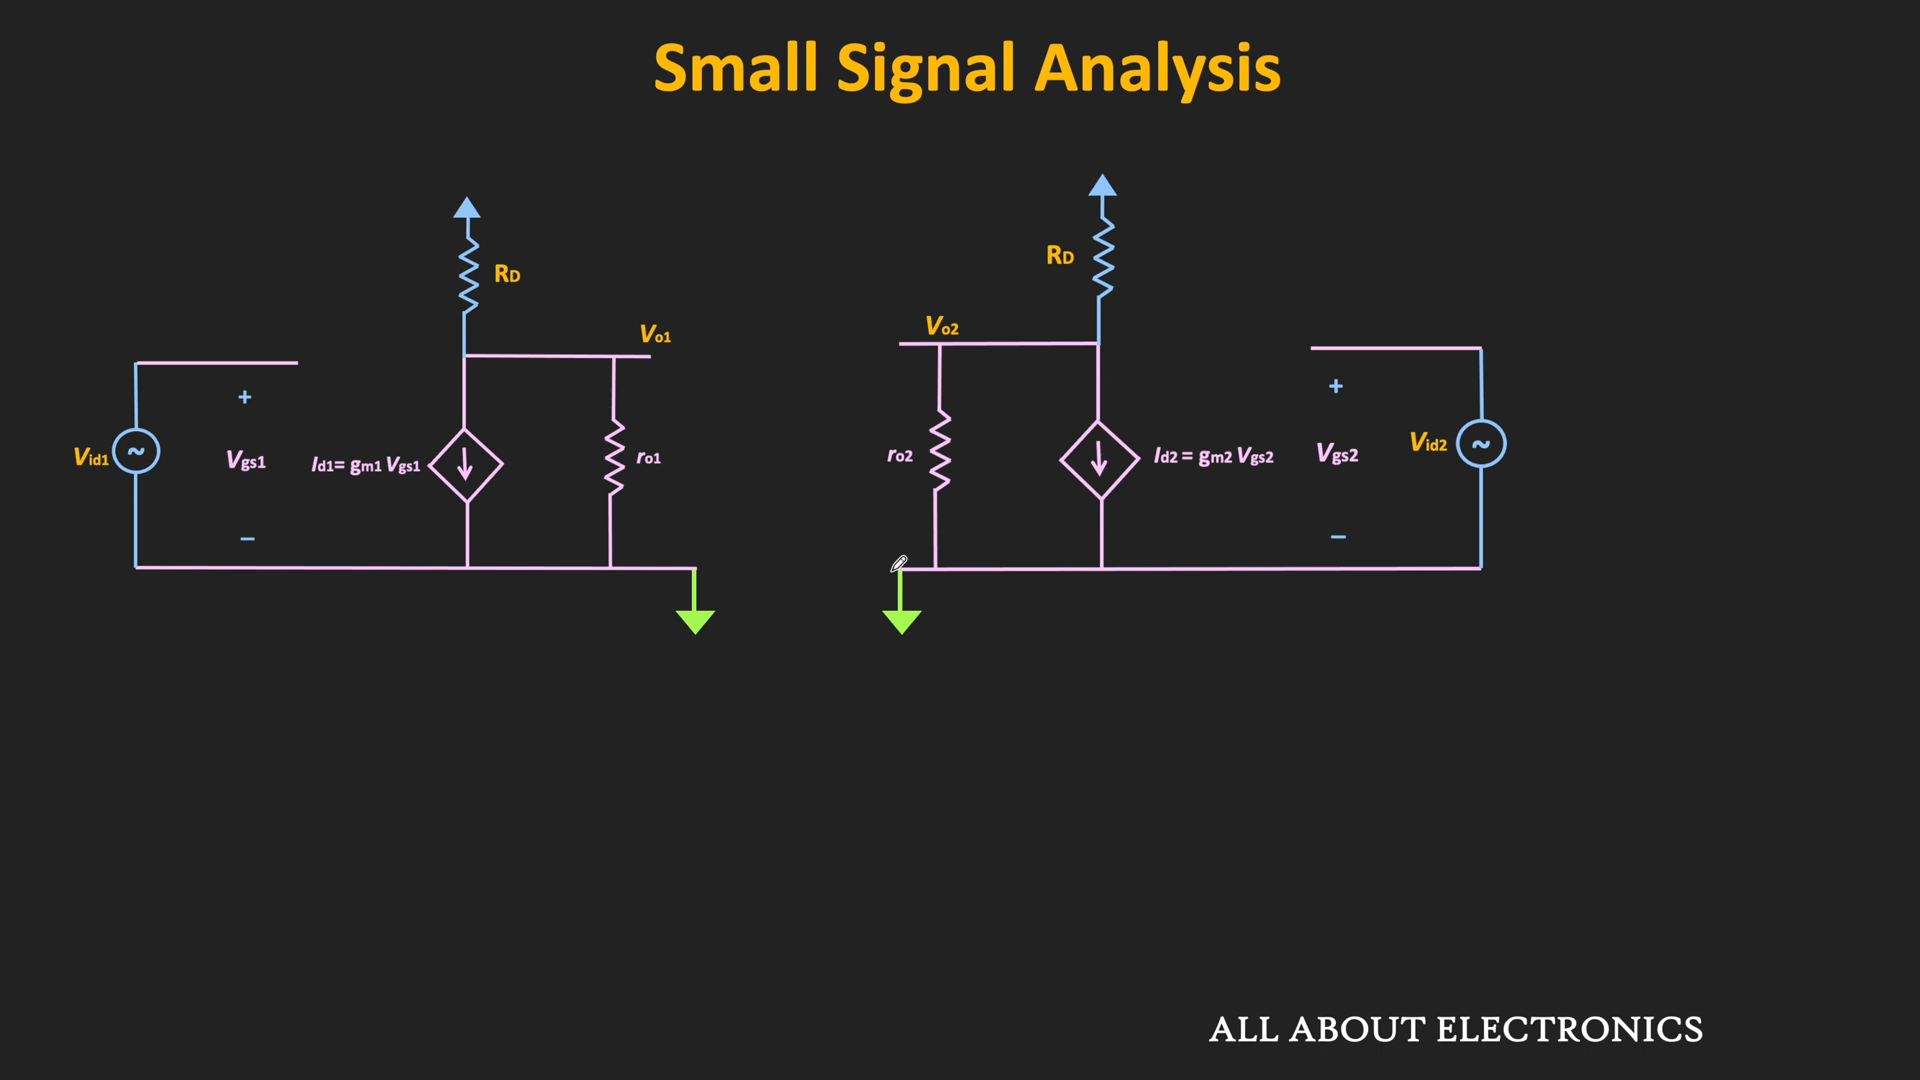 Small Signal Analysis
RD
RD
Vo1
Vo2
+
+
Vid1
~
Vgs1
Id1= gm1 Vgs1
ro1
ro2
Id2 = gm2 Vgs2
Vgs2
Vid2
~
–
–
ALL ABOUT ELECTRONICS